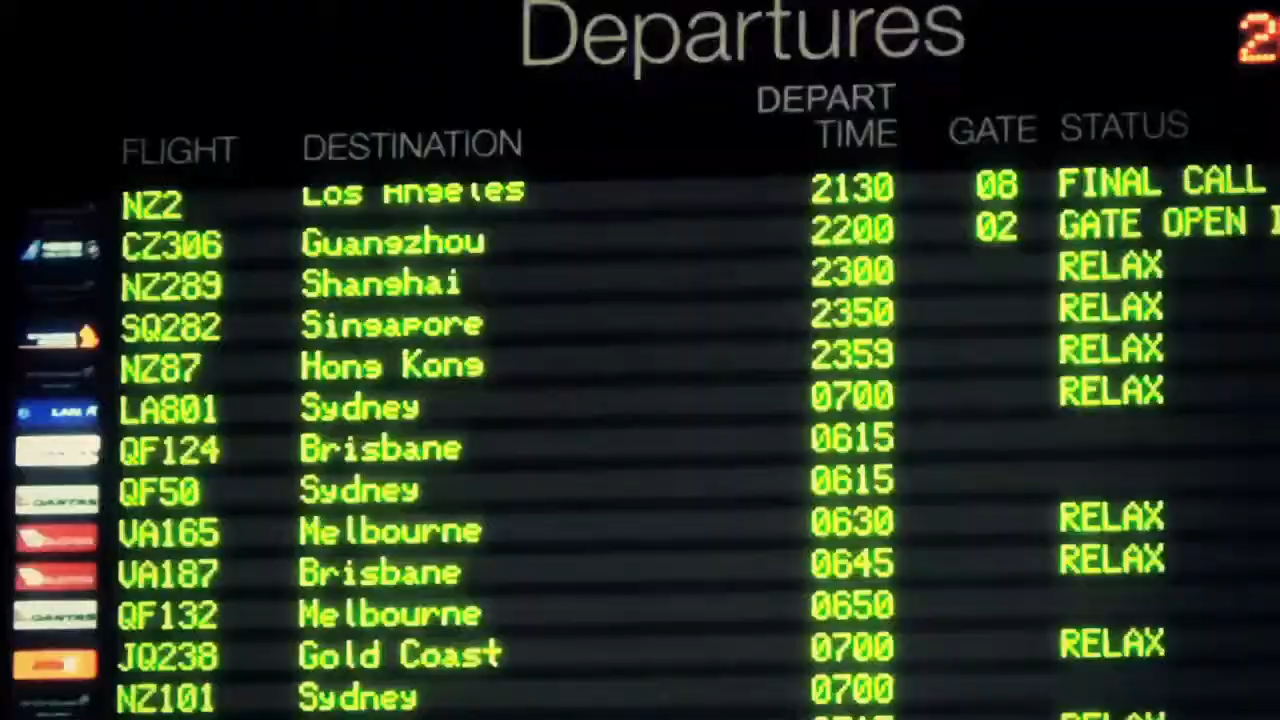 Departures
FLIGHT DESTINATION DEPART TIME GATE STATUS
NZ2 Los Angeles 2130 08 FINAL CALL
CZ306 Guangzhou 2200 02 GATE OPEN
NZ289 Shanghai 2300 RELAX
SQ282 Singapore 2350 RELAX
NZ87 Hong Kong 2359 RELAX
LA801 Sydney 0700 RELAX
QF124 Brisbane 0615
QF50 Sydney 0615
VA165 Melbourne 0630 RELAX
VA187 Brisbane 0645 RELAX
QF132 Melbourne 0650
JQ238 Gold Coast 0700 RELAX
NZ101 Sydney 0700